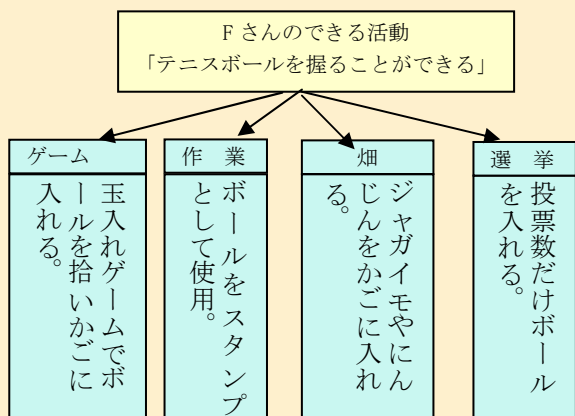 Fさんのできる活動
「テニスボールを握ることができる」
ゲーム
玉入れゲームでボ
ールを拾いかごに
入れる。
作 業
ボールをスタンプ
として使用。
畑
ジャガイモやにん
じんをかごに入れ
る。
選 挙
投票数だけボール
を入れる。